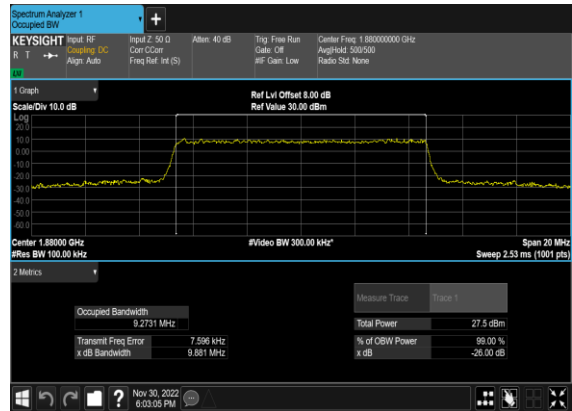 Spectrum Analyzer 1
Occupied BW
+
KEYSIGHT Input: RF Input Z: 50 Ω Atten: 40 dB Trig: Free Run Center Freq: 1.880000000 GHz
R T Coupling: DC Corr CCorr Gate: Off Avg|Hold: 500/500
Align: Auto Freq Ref: Int (S) #IF Gain: Low Radio Std: None
LV
1 Graph
Ref Lvl Offset 8.00 dB
Scale/Div 10.0 dB Ref Value 30.00 dBm
Log
20.0
10.0
0.00
-10.0
-20.0
-30.0
-40.0
-50.0
-60.0
Center 1.88000 GHz #Video BW 300.00 kHz* Span 20 MHz
#Res BW 100.00 kHz Sweep 2.53 ms (1001 pts)
2 Metrics
Measure Trace Trace 1
Occupied Bandwidth
9.2731 MHz Total Power 27.5 dBm
Transmit Freq Error 7.596 kHz % of OBW Power 99.00 %
x dB Bandwidth 9.881 MHz x dB -26.00 dB
? Nov 30, 2022
6:03:05 PM